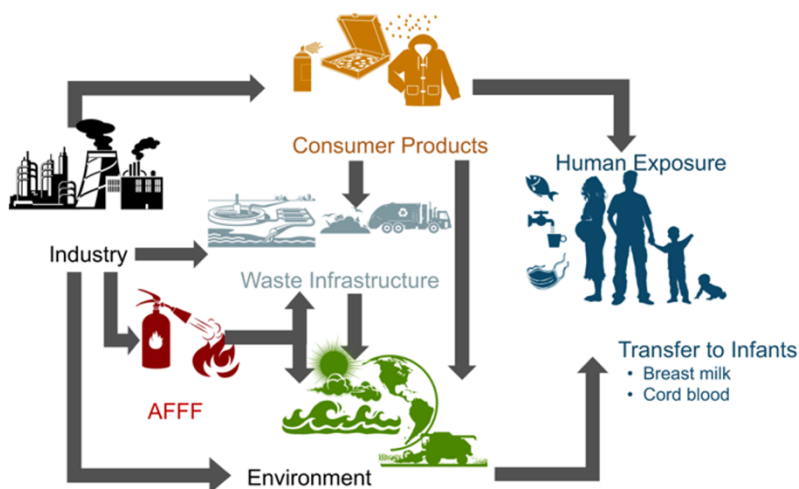 Consumer Products
Human Exposure
Industry
Waste Infrastructure
AFFF
Transfer to Infants
• Breast milk
• Cord blood
Environment